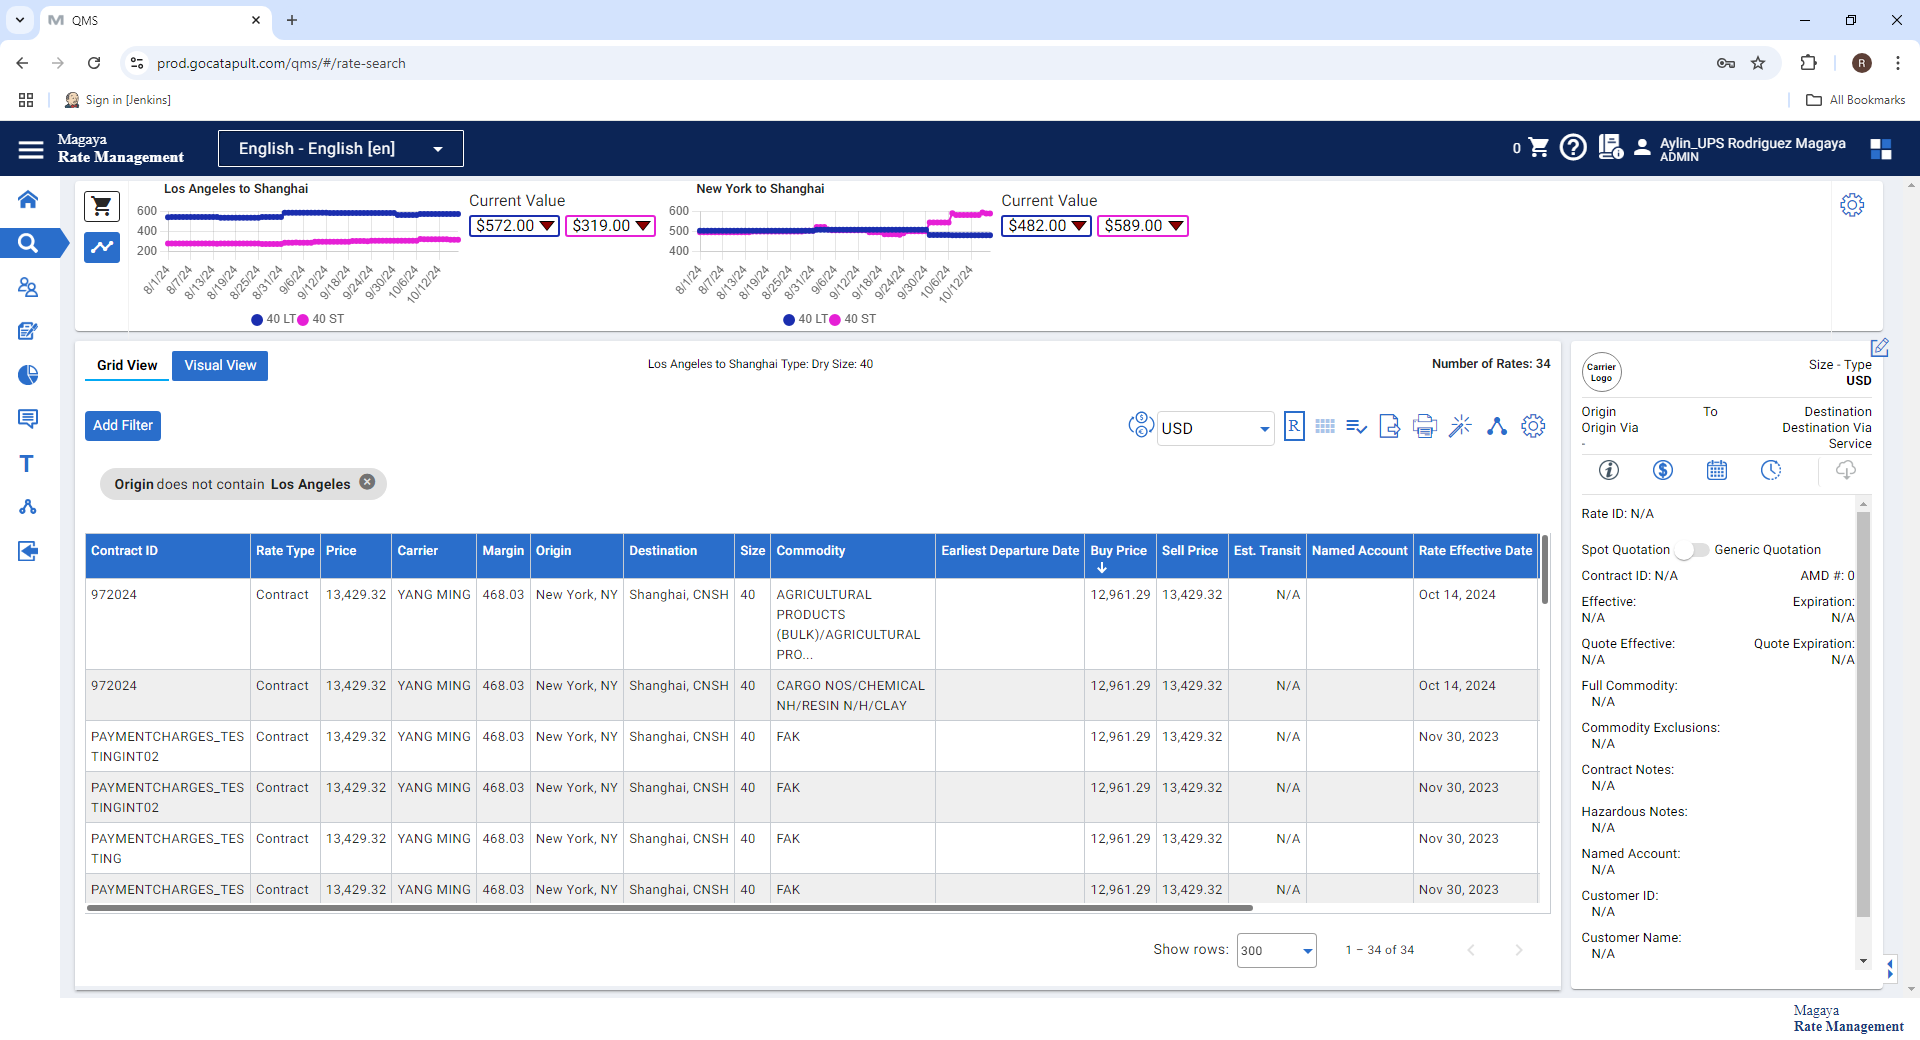 QMS
prod.gocatapult.com/qms/#/rate-search
R
Sign in [Jenkins]
All Bookmarks
Magaya
Rate Management
English - English [en]
0
Aylin_UPS Rodriguez Magaya
ADMIN
Los Angeles to Shanghai
600
400
200
8/1/24
8/7/24
8/13/24
8/19/24
8/25/24
8/31/24
9/6/24
9/12/24
9/18/24
9/24/24
9/30/24
10/6/24
10/12/24
40 LT 40 ST
Current Value
$572.00 $319.00
New York to Shanghai
600
500
400
8/1/24
8/7/24
8/13/24
8/19/24
8/25/24
8/31/24
9/6/24
9/12/24
9/18/24
9/24/24
9/30/24
10/6/24
10/12/24
40 LT 40 ST
Current Value
$482.00 $589.00
Grid View Visual View
Los Angeles to Shanghai Type: Dry Size: 40
Number of Rates: 34
Add Filter
USD
R
Origin does not contain Los Angeles
Contract ID Rate Type Price Carrier Margin Origin Destination Size Commodity Earliest Departure Date Buy Price Sell Price Est. Transit Named Account Rate Effective Date
972024 Contract 13,429.32 YANG MING 468.03 New York, NY Shanghai, CNSH 40 AGRICULTURAL 12,961.29 13,429.32 N/A Oct 14, 2024
PRODUCTS
(BULK)/AGRICULTURAL
PRO...
972024 Contract 13,429.32 YANG MING 468.03 New York, NY Shanghai, CNSH 40 CARGO NOS/CHEMICAL 12,961.29 13,429.32 N/A Oct 14, 2024
NH/RESIN N/H/CLAY
PAYMENTCHARGES_TES Contract 13,429.32 YANG MING 468.03 New York, NY Shanghai, CNSH 40 FAK 12,961.29 13,429.32 N/A Nov 30, 2023
TINGINT02
PAYMENTCHARGES_TES Contract 13,429.32 YANG MING 468.03 New York, NY Shanghai, CNSH 40 FAK 12,961.29 13,429.32 N/A Nov 30, 2023
TINGINT02
PAYMENTCHARGES_TES Contract 13,429.32 YANG MING 468.03 New York, NY Shanghai, CNSH 40 FAK 12,961.29 13,429.32 N/A Nov 30, 2023
TING
PAYMENTCHARGES_TES Contract 13,429.32 YANG MING 468.03 New York, NY Shanghai, CNSH 40 FAK 12,961.29 13,429.32 N/A Nov 30, 2023
Show rows: 300 1 – 34 of 34
Carrier
Logo
Size - Type
USD
Origin To Destination
Origin Via Destination Via
- Service
Rate ID: N/A
Spot Quotation Generic Quotation
Contract ID: N/A AMD #: 0
Effective: Expiration:
N/A N/A
Quote Effective: Quote Expiration:
N/A N/A
Full Commodity:
N/A
Commodity Exclusions:
N/A
Contract Notes:
N/A
Hazardous Notes:
N/A
Named Account:
N/A
Customer ID:
N/A
Customer Name:
N/A
Magaya
Rate Management